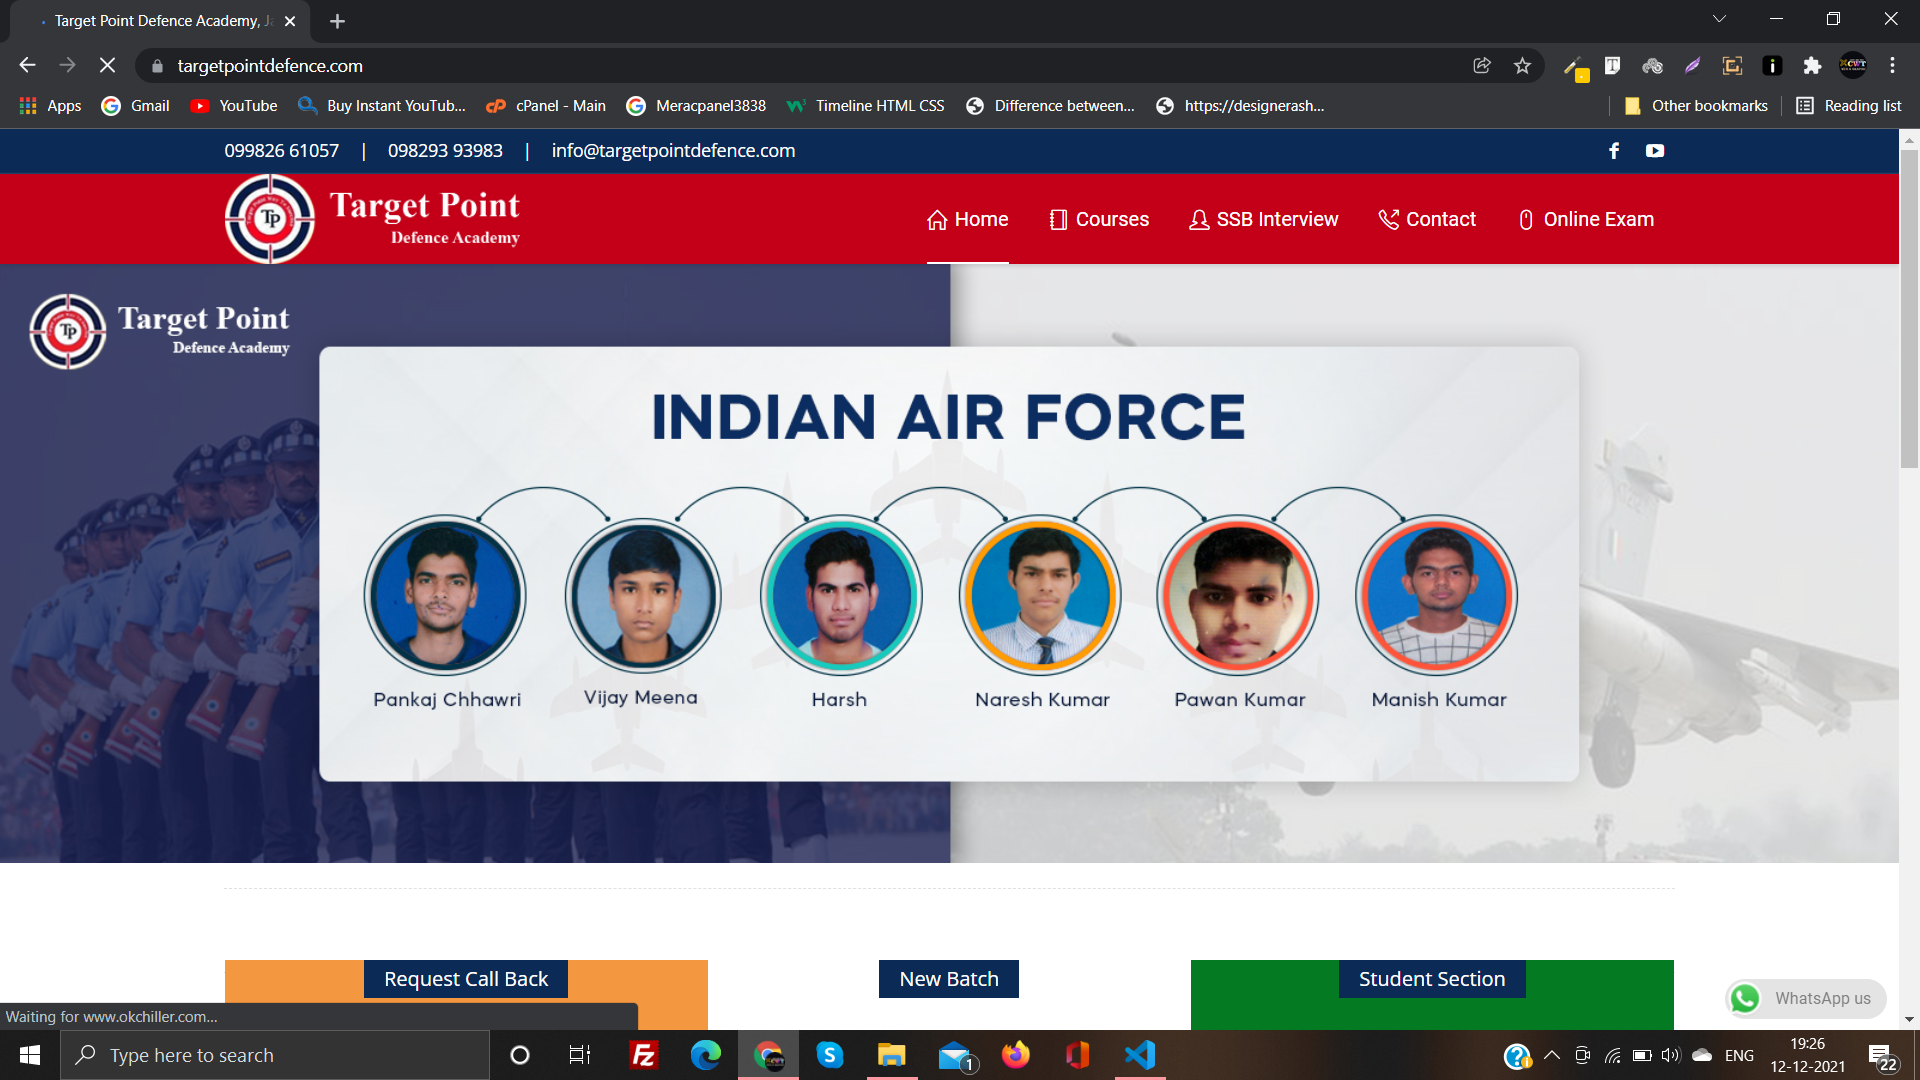 Target Point Defence Academy, Ja
targetpointdefence.com
Apps
Gmail
YouTube
Buy Instant YouTub...
cPanel - Main
Meracpanel3838
Timeline HTML CSS
Difference between...
https://designerash...
Other bookmarks
Reading list
099826 61057 | 098293 93983 | info@targetpointdefence.com
TP
Target Point
Defence Academy
Home
Courses
SSB Interview
Contact
Online Exam
TP
Target Point
Defence Academy
INDIAN AIR FORCE
Pankaj Chhawri
Vijay Meena
Harsh
Naresh Kumar
Pawan Kumar
Manish Kumar
Request Call Back
New Batch
Student Section
WhatsApp us
Waiting for www.okchiller.com...
Type here to search
1
ENG
19:26
12-12-2021
22